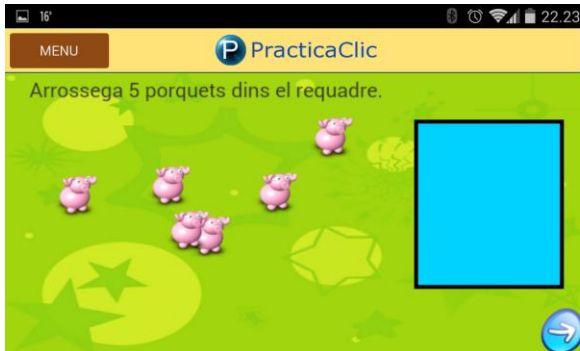 16°
22.23
MENU
P PracticaClic
Arrossega 5 porquets dins el requadre.